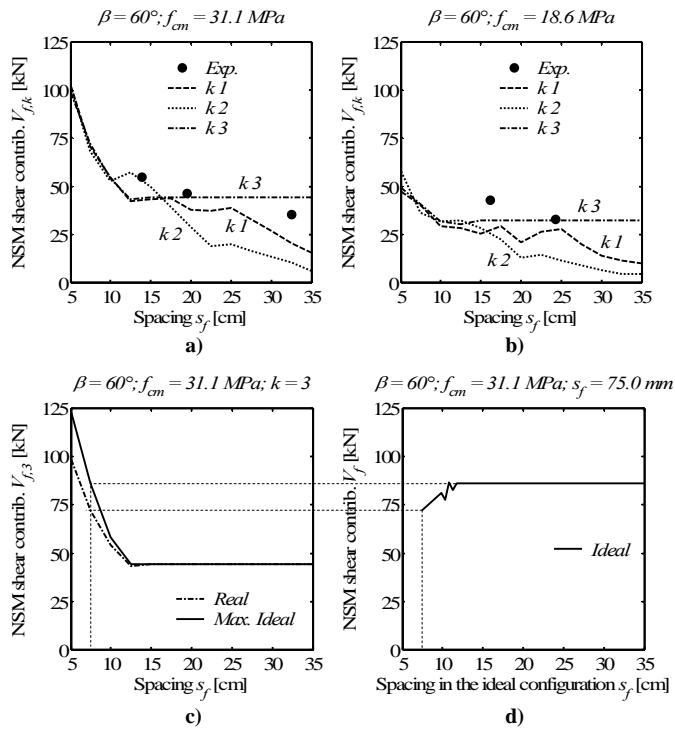 β = 60°; f_cm = 31.1 MPa
NSM shear contrib. V_f,k [kN]
125
100
75
50
25
0
Exp.
k 1
k 2
k 3
k 3
k 1
k 2
5 10 15 20 25 30 35
Spacing s_f [cm]
a)
β = 60°; f_cm = 18.6 MPa
NSM shear contrib. V_f,k [kN]
125
100
75
50
25
0
Exp.
k 1
k 2
k 3
k 3
k 1
k 2
5 10 15 20 25 30 35
Spacing s_f [cm]
b)
β = 60°; f_cm = 31.1 MPa; k = 3
NSM shear contrib. V_f,3 [kN]
125
100
75
50
25
0
Real
Max. Ideal
5 10 15 20 25 30 35
Spacing s_f [cm]
c)
β = 60°; f_cm = 31.1 MPa; s_f = 75.0 mm
NSM shear contrib. V_f [kN]
125
100
75
50
25
0
Ideal
5 10 15 20 25 30 35
Spacing in the ideal configuration s_f [cm]
d)